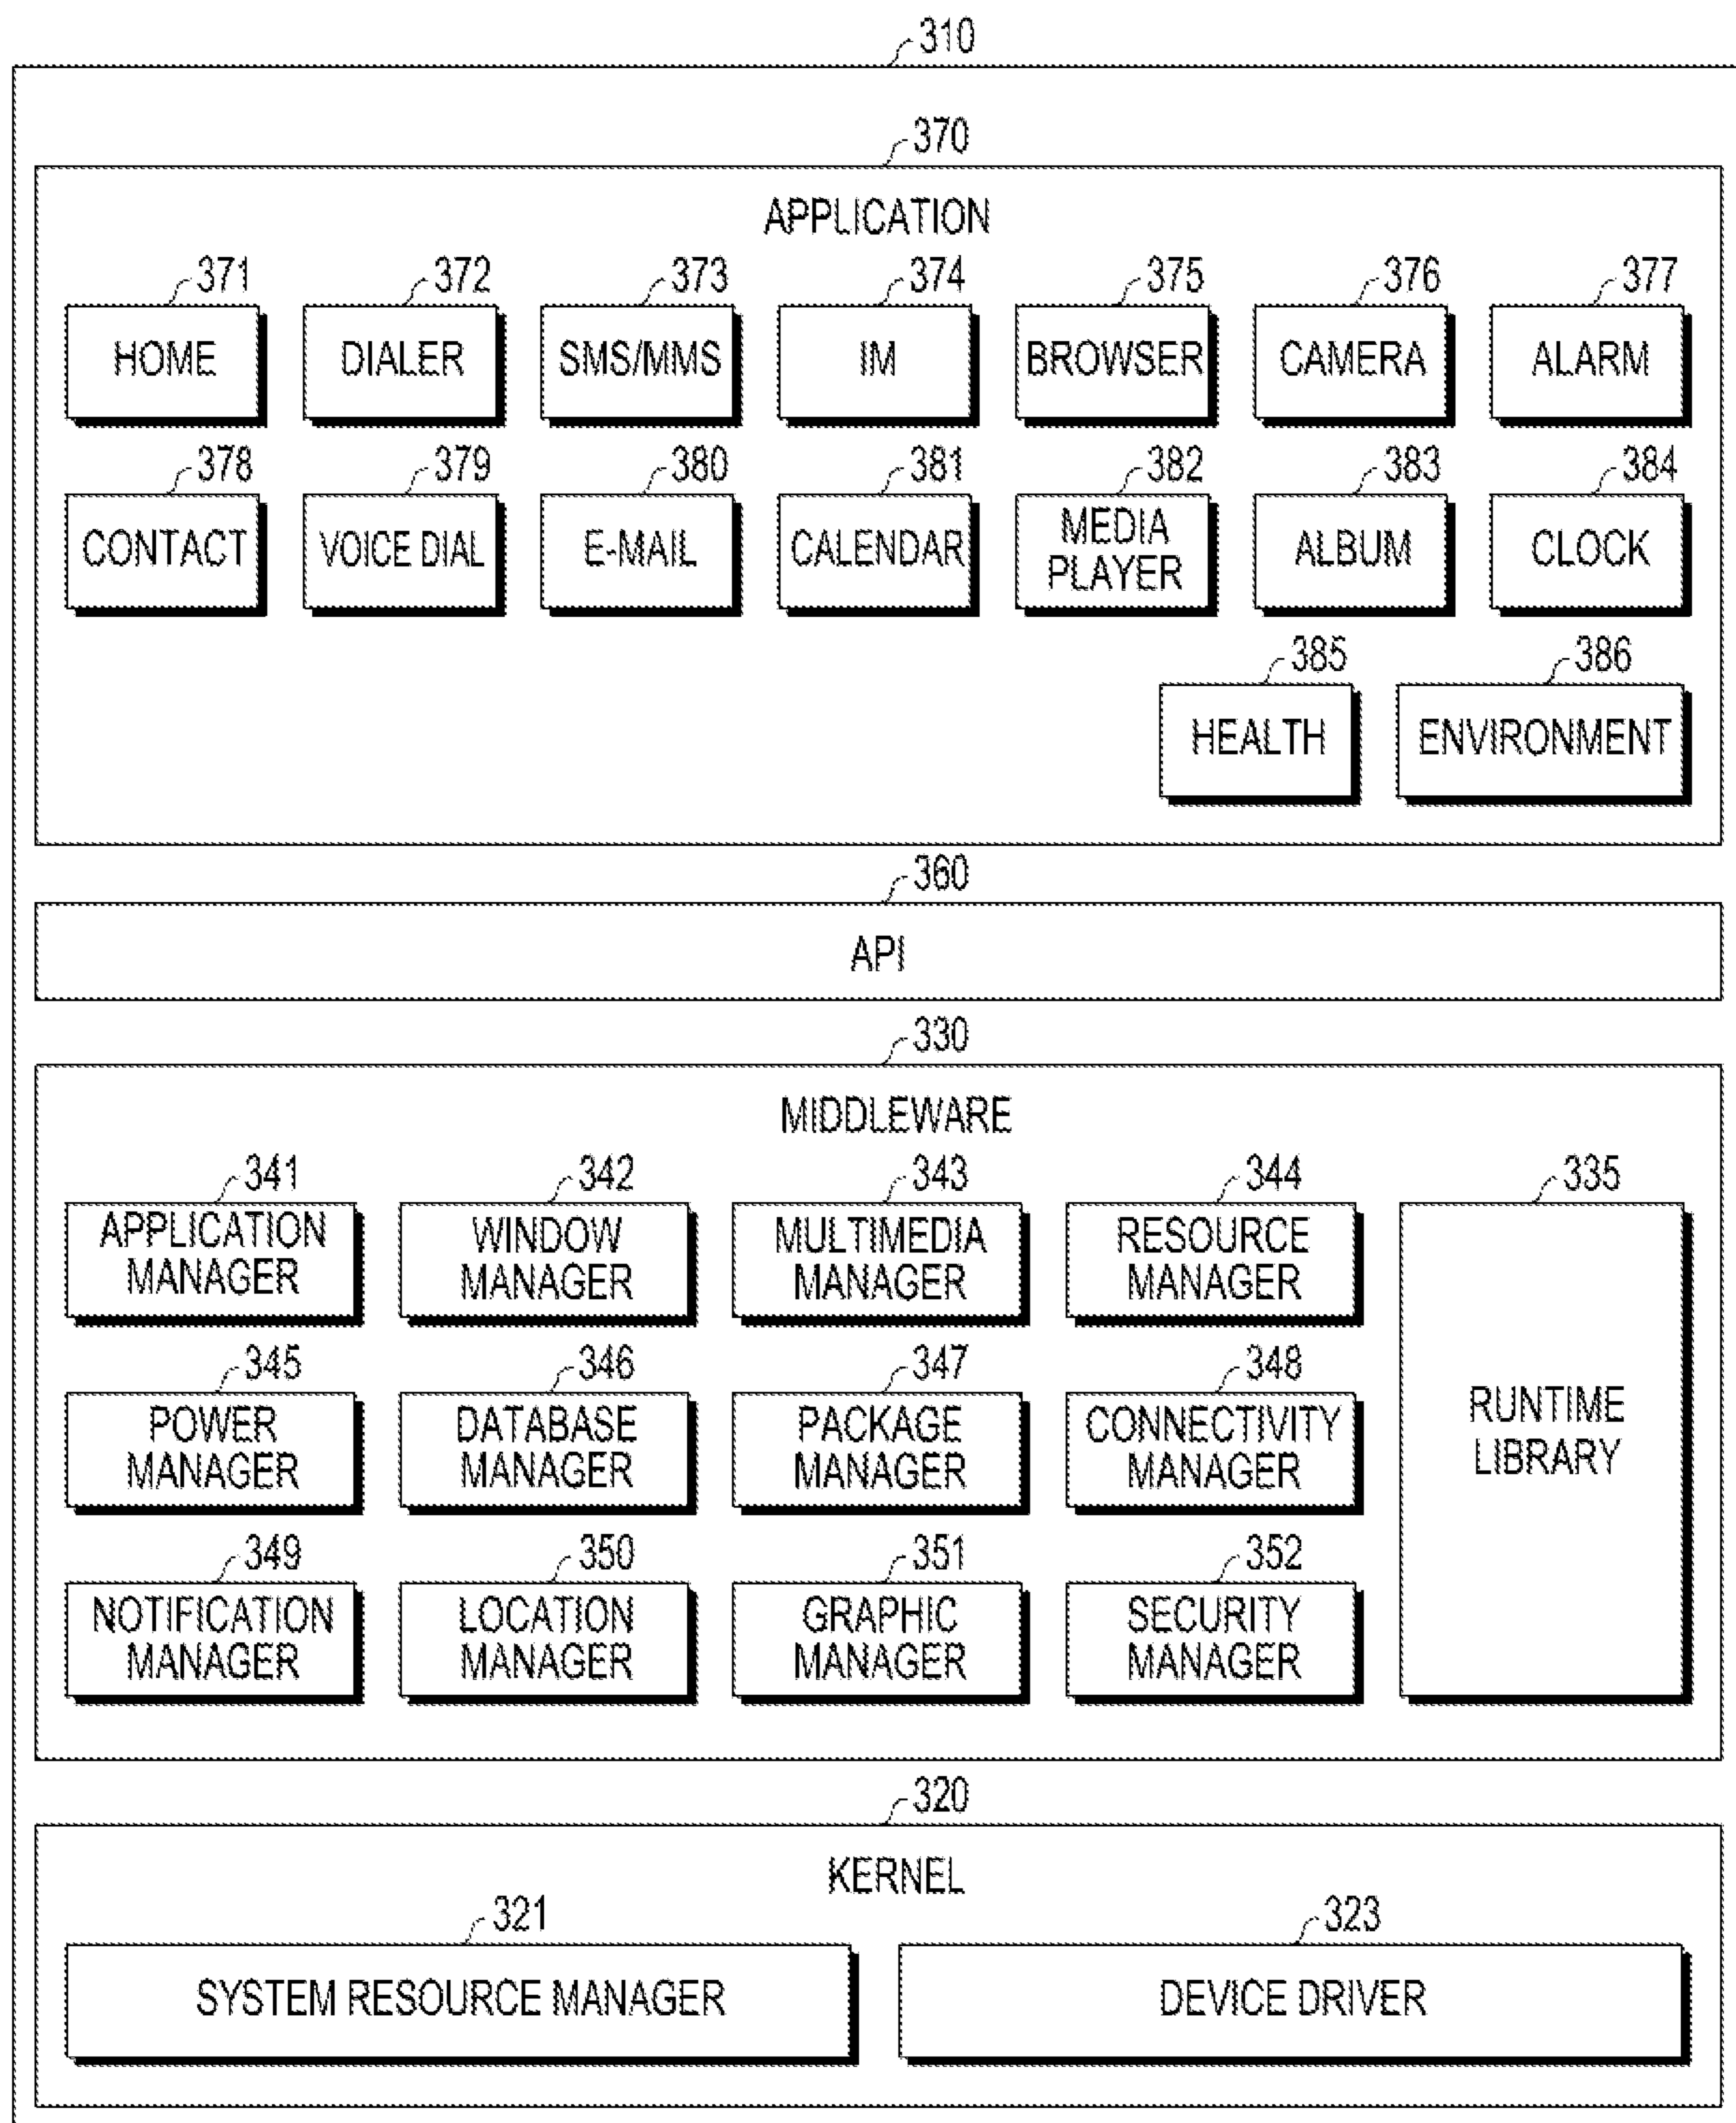 310
370
APPLICATION
371 372 373 374 375 376 377
HOME DIALER SMS/MMS IM BROWSER CAMERA ALARM
378 379 380 381 382 383 384
CONTACT VOICE DIAL E-MAIL CALENDAR MEDIA PLAYER ALBUM CLOCK
385 386
HEALTH ENVIRONMENT
360
API
330
MIDDLEWARE
341 342 343 344 335
APPLICATION MANAGER WINDOW MANAGER MULTIMEDIA MANAGER RESOURCE MANAGER
345 346 347 348
POWER MANAGER DATABASE MANAGER PACKAGE MANAGER CONNECTIVITY MANAGER RUNTIME LIBRARY
349 350 351 352
NOTIFICATION MANAGER LOCATION MANAGER GRAPHIC MANAGER SECURITY MANAGER
320
KERNEL
321 323
SYSTEM RESOURCE MANAGER DEVICE DRIVER